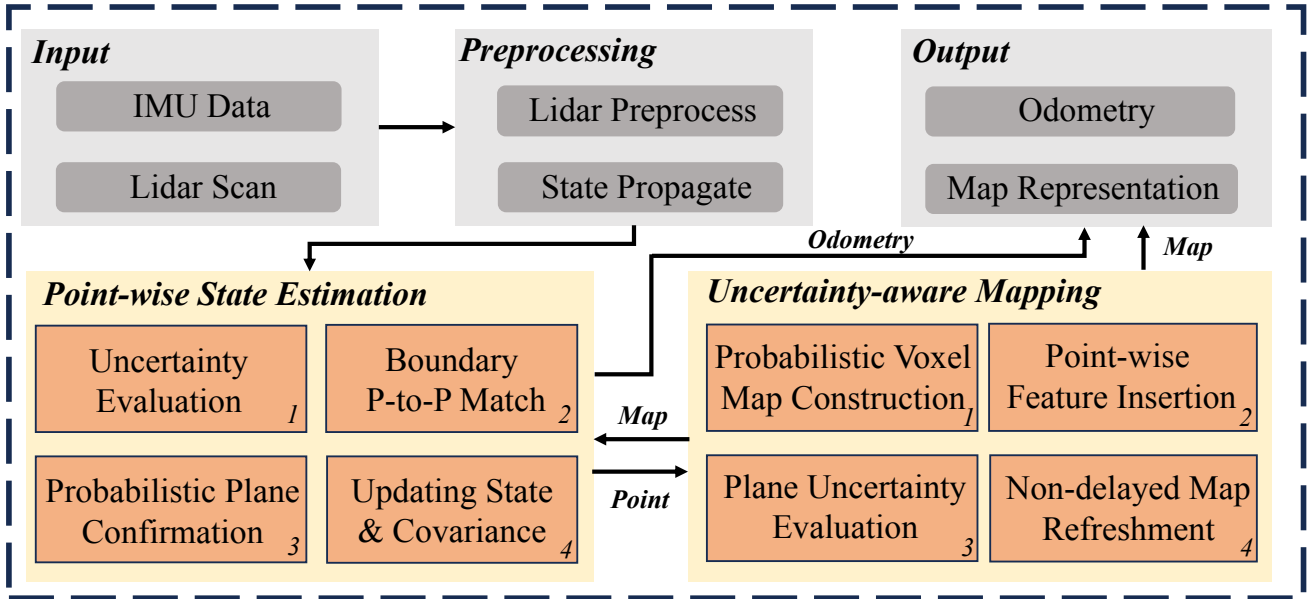 Input
IMU Data
Lidar Scan
Preprocessing
Lidar Preprocess
State Propagate
Output
Odometry
Map Representation
Odometry
Map
Point-wise State Estimation
Uncertainty
Evaluation
1
Boundary
P-to-P Match
2
Probabilistic Plane
Confirmation
3
Updating State
& Covariance
4
Map
Point
Uncertainty-aware Mapping
Probabilistic Voxel
Map Construction
1
Point-wise
Feature Insertion
2
Plane Uncertainty
Evaluation
3
Non-delayed Map
Refreshment
4